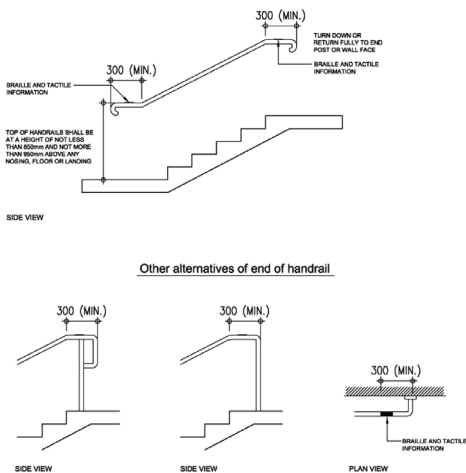 300 (MIN.)
TURN DOWN OR
RETURN FULLY TO END
POST OR WALL FACE
BRAILLE AND TACTILE
INFORMATION
300 (MIN.)
BRAILLE AND TACTILE
INFORMATION
TOP OF HANDRAILS SHALL BE
AT A HEIGHT OF NOT LESS
THAN 850mm AND NOT MORE
THAN 950mm ABOVE ANY
NOSING, FLOOR OR LANDING
SIDE VIEW
Other alternatives of end of handrail
300 (MIN.)
SIDE VIEW
300 (MIN.)
SIDE VIEW
300 (MIN.)
BRAILLE AND TACTILE
INFORMATION
PLAN VIEW